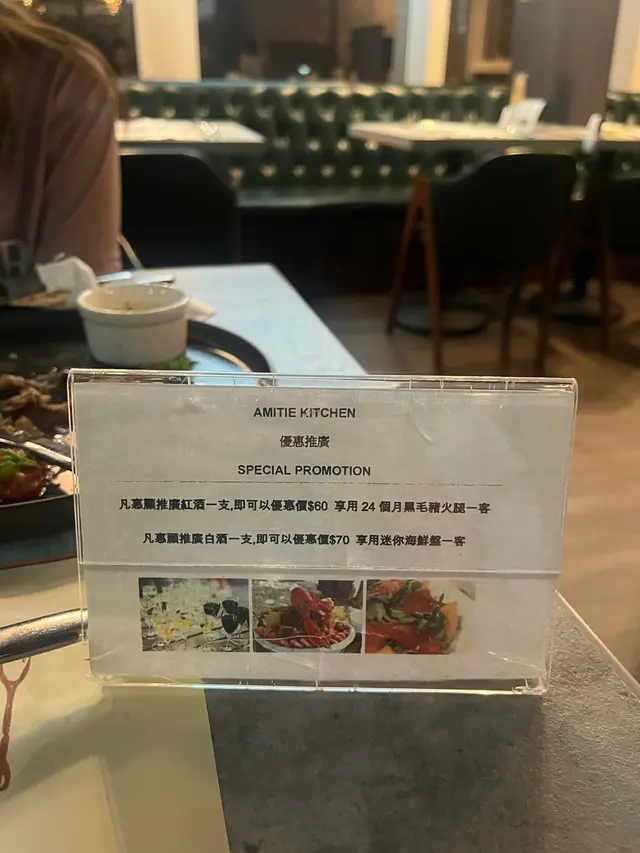 AMITIE KITCHEN
優惠推廣
SPECIAL PROMOTION
凡惠顧推廣紅酒一支,即可以優惠價$60 享用 24 個月黑毛豬火腿一客
凡惠顧推廣白酒一支,即可以優惠價$70 享用迷你海鮮盤一客